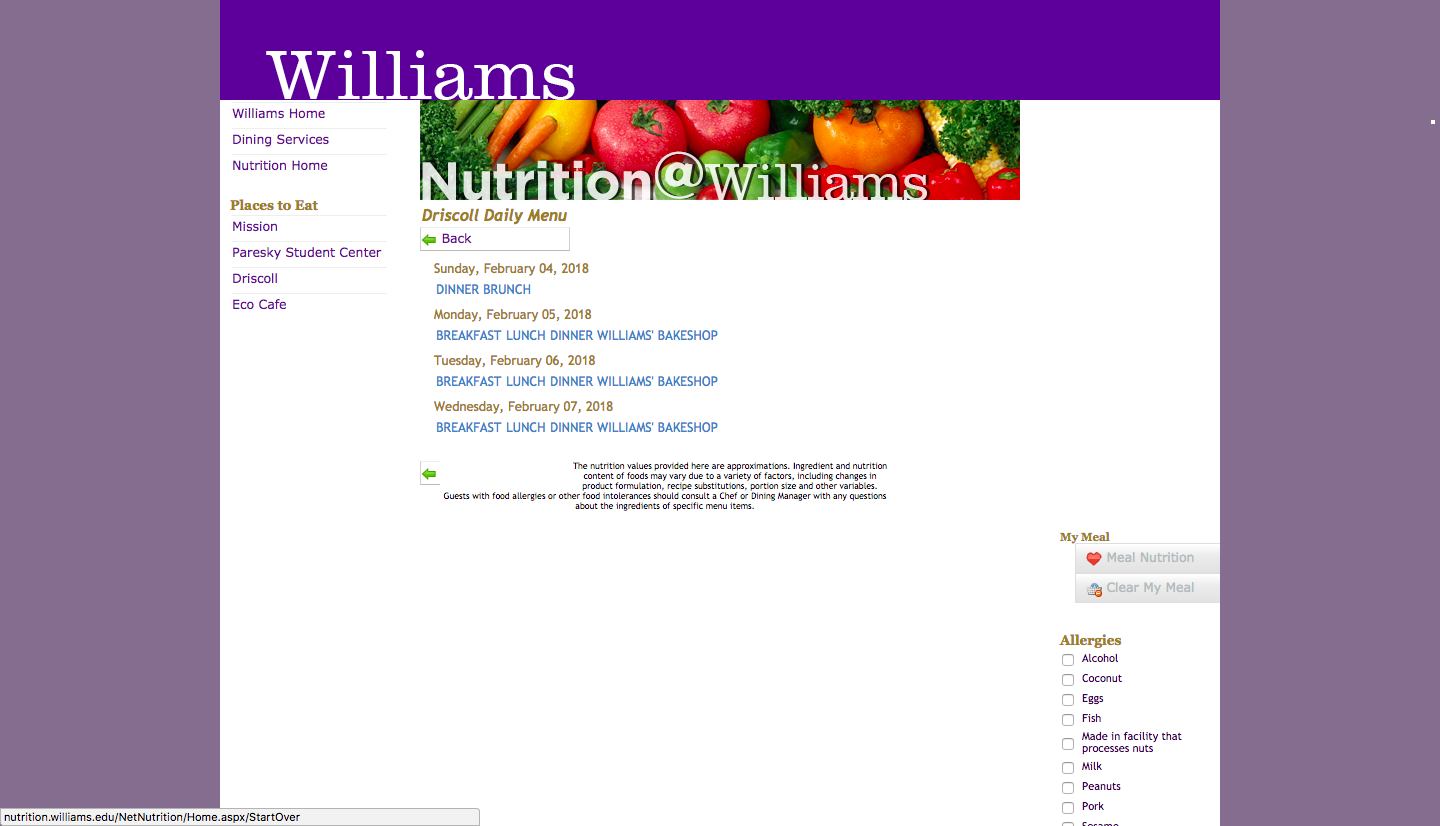 Williams
Williams Home
Dining Services
Nutrition Home
Places to Eat
Mission
Paresky Student Center
Driscoll
Eco Cafe
Nutrition@Williams
Driscoll Daily Menu
Back
Sunday, February 04, 2018
DINNER BRUNCH
Monday, February 05, 2018
BREAKFAST LUNCH DINNER WILLIAMS' BAKESHOP
Tuesday, February 06, 2018
BREAKFAST LUNCH DINNER WILLIAMS' BAKESHOP
Wednesday, February 07, 2018
BREAKFAST LUNCH DINNER WILLIAMS' BAKESHOP
The nutrition values provided here are approximations. Ingredient and nutrition
content of foods may vary due to a variety of factors, including changes in
product formulation, recipe substitutions, portion size and other variables.
Guests with food allergies or other food intolerances should consult a Chef or Dining Manager with any questions
about the ingredients of specific menu items.
My Meal
Meal Nutrition
Clear My Meal
Allergies
Alcohol
Coconut
Eggs
Fish
Made in facility that
processes nuts
Milk
Peanuts
Pork
Sesame
nutrition.williams.edu/NetNutrition/Home.aspx/StartOver